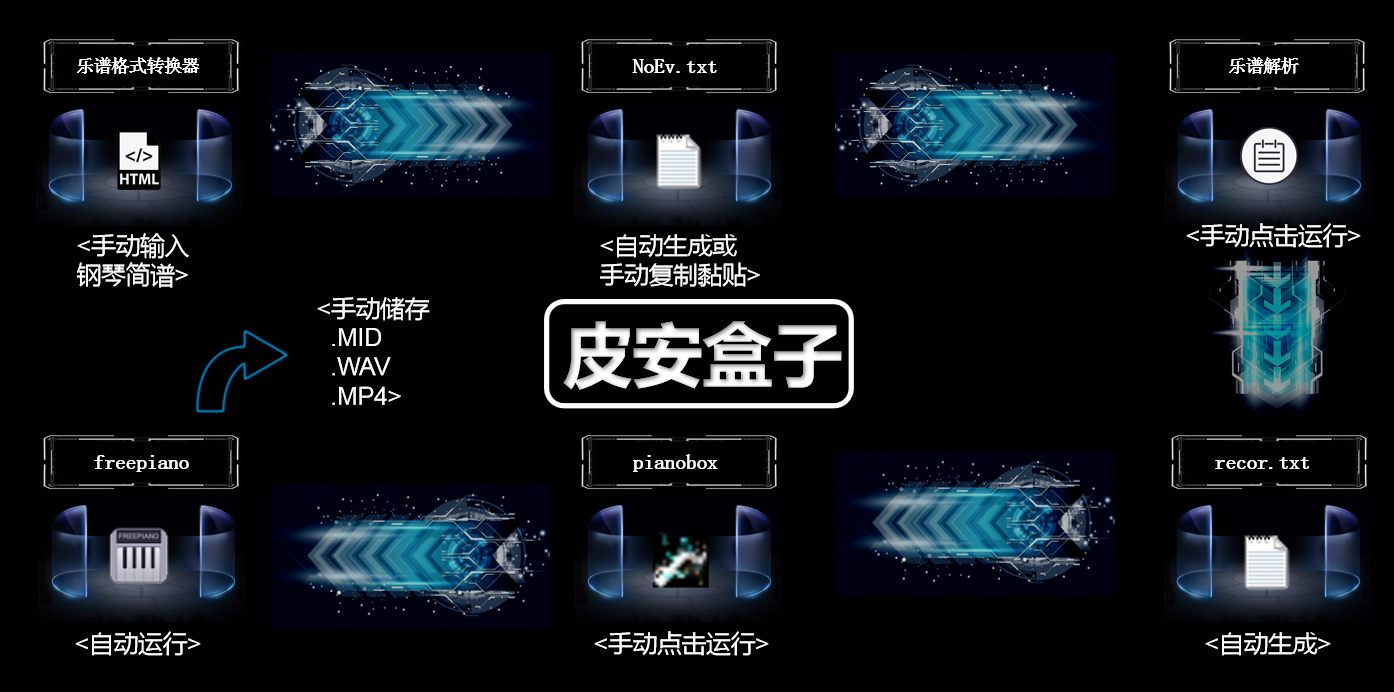 乐谱格式转换器
NoEv.txt
乐谱解析
</>
HTML
<手动输入
钢琴简谱>
<自动生成或
手动复制黏贴>
<手动点击运行>
<手动储存
.MID
.WAV
.MP4>
皮安盒子
freepiano
pianobox
recor.txt
FREEPIANO
<自动运行>
<手动点击运行>
<自动生成>